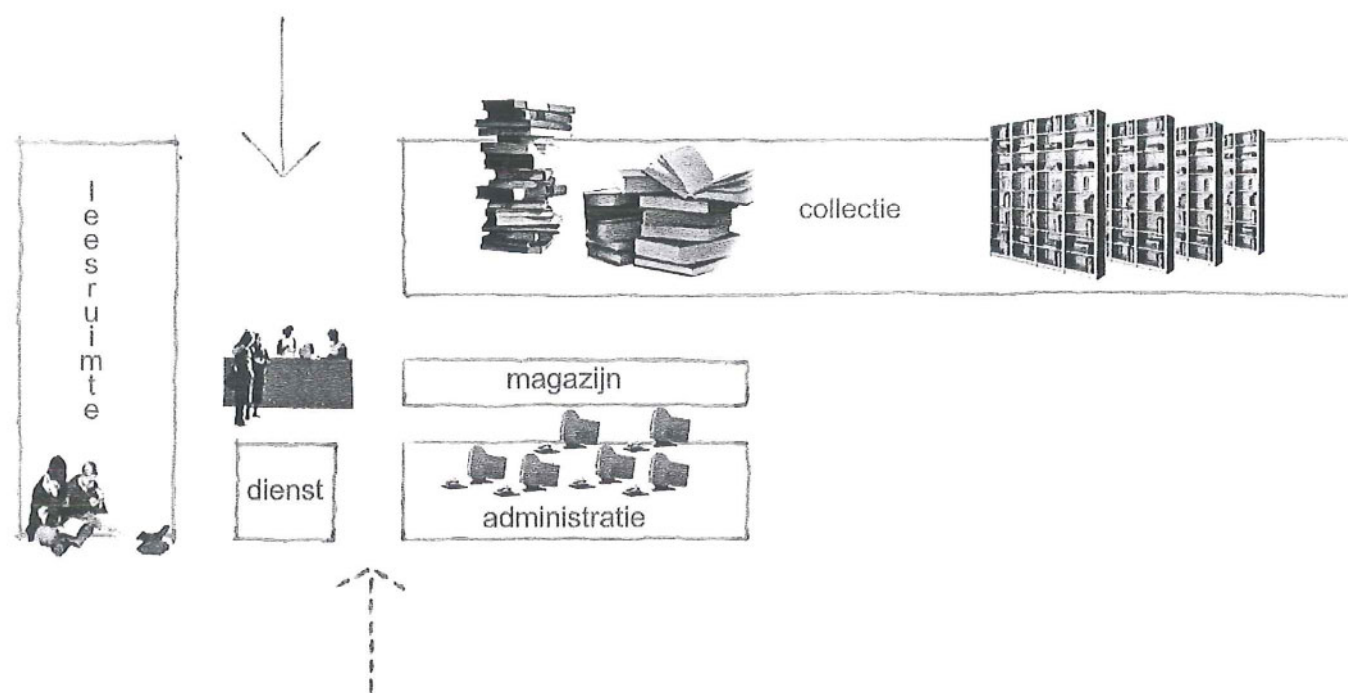 leesruimte
collectie
magazijn
dienst
administratie